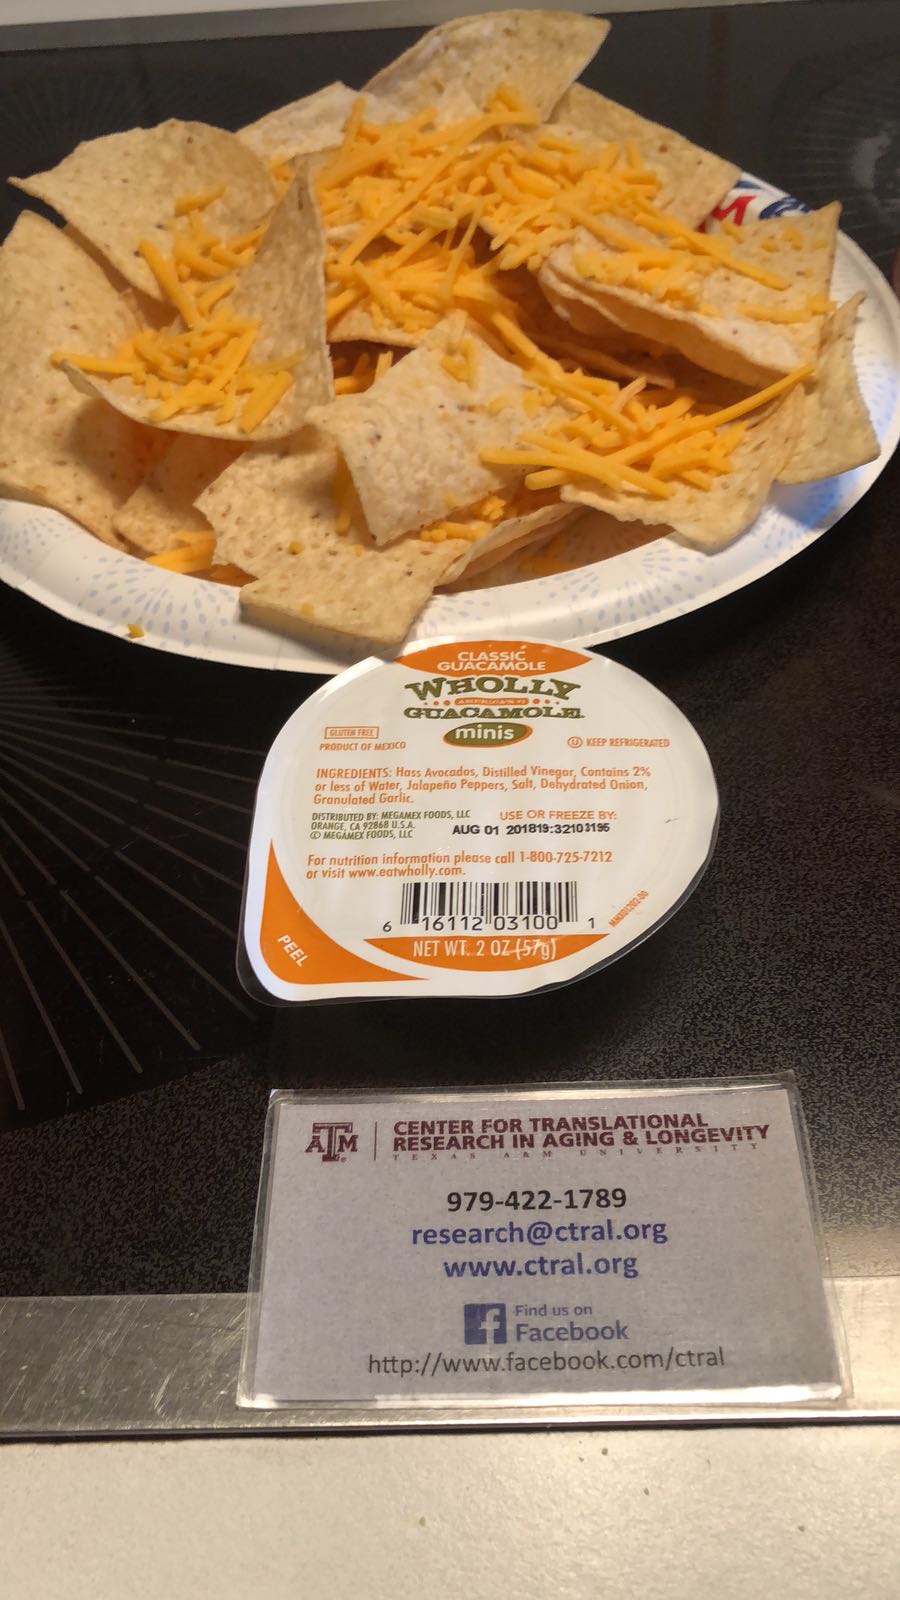 M
CLASSIC
GUACAMOLE
WHOLLY
AMERICA'S #1
GUACAMOLE
minis
GLUTEN FREE
PRODUCT OF MEXICO
U KEEP REFRIGERATED
INGREDIENTS: Hass Avocados, Distilled Vinegar, Contains 2%
or less of Water, Jalapeño Peppers, Salt, Dehydrated Onion,
Granulated Garlic.
DISTRIBUTED BY: MEGAMEX FOODS, LLC
ORANGE, CA 92868 U.S.A.
© MEGAMEX FOODS, LLC
USE OR FREEZE BY:
AUG 01 201819:32103195
For nutrition information please call 1-800-725-7212
or visit www.eatwholly.com.
6 16112 03100 1
NET WT. 2 OZ (57g)
PEEL
ATM
CENTER FOR TRANSLATIONAL
RESEARCH IN AGING & LONGEVITY
TEXAS A&M UNIVERSITY
979-422-1789
research@ctral.org
www.ctral.org
f Find us on
Facebook
http://www.facebook.com/ctral